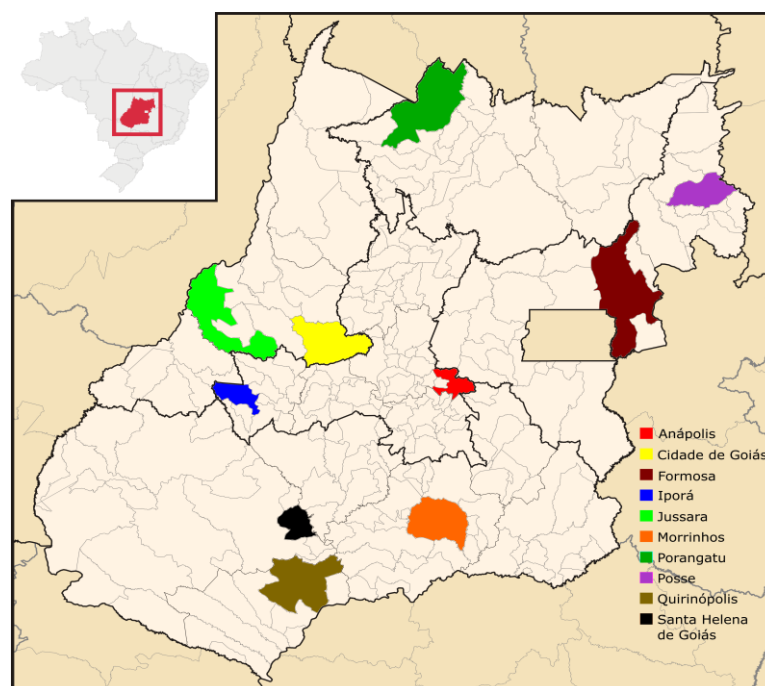 Anápolis
Cidade de Goiás
Formosa
Iporá
Jussara
Morrinhos
Porangatu
Posse
Quirinópolis
Santa Helena
de Goiás